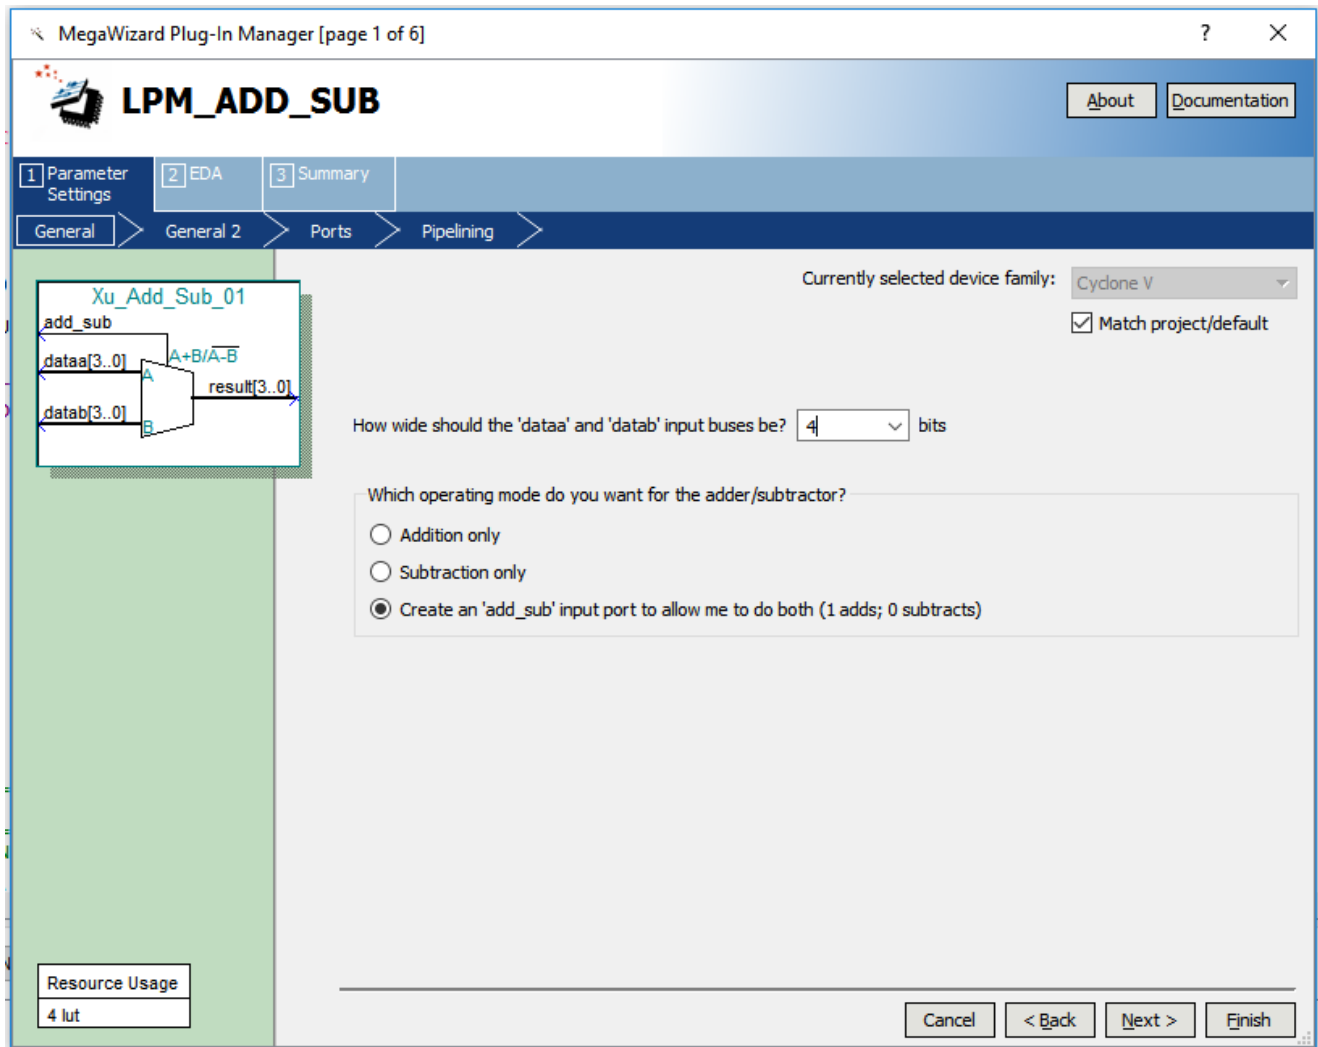 MegaWizard Plug-In Manager [page 1 of 6]
?
LPM_ADD_SUB
About
Documentation
1 Parameter Settings
2 EDA
3 Summary
General
General 2
Ports
Pipelining
Xu_Add_Sub_01
add_sub
A+B/A-B
dataa[3..0]
A
result[3..0]
datab[3..0]
B
Currently selected device family:
Cyclone V
Match project/default
How wide should the 'dataa' and 'datab' input buses be?
4
bits
Which operating mode do you want for the adder/subtractor?
Addition only
Subtraction only
Create an 'add_sub' input port to allow me to do both (1 adds; 0 subtracts)
Resource Usage
4 lut
Cancel
< Back
Next >
Finish